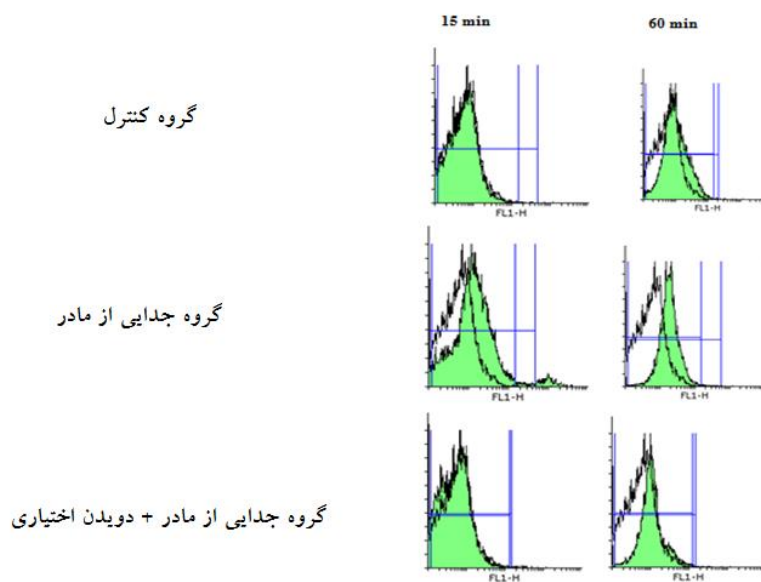 15 min 60 min
گروه کنترل
FL1-H FL1-H
گروه جدایی از مادر
FL1-H FL1-H
گروه جدایی از مادر + دویدن اختیاری
FL1-H FL1-H